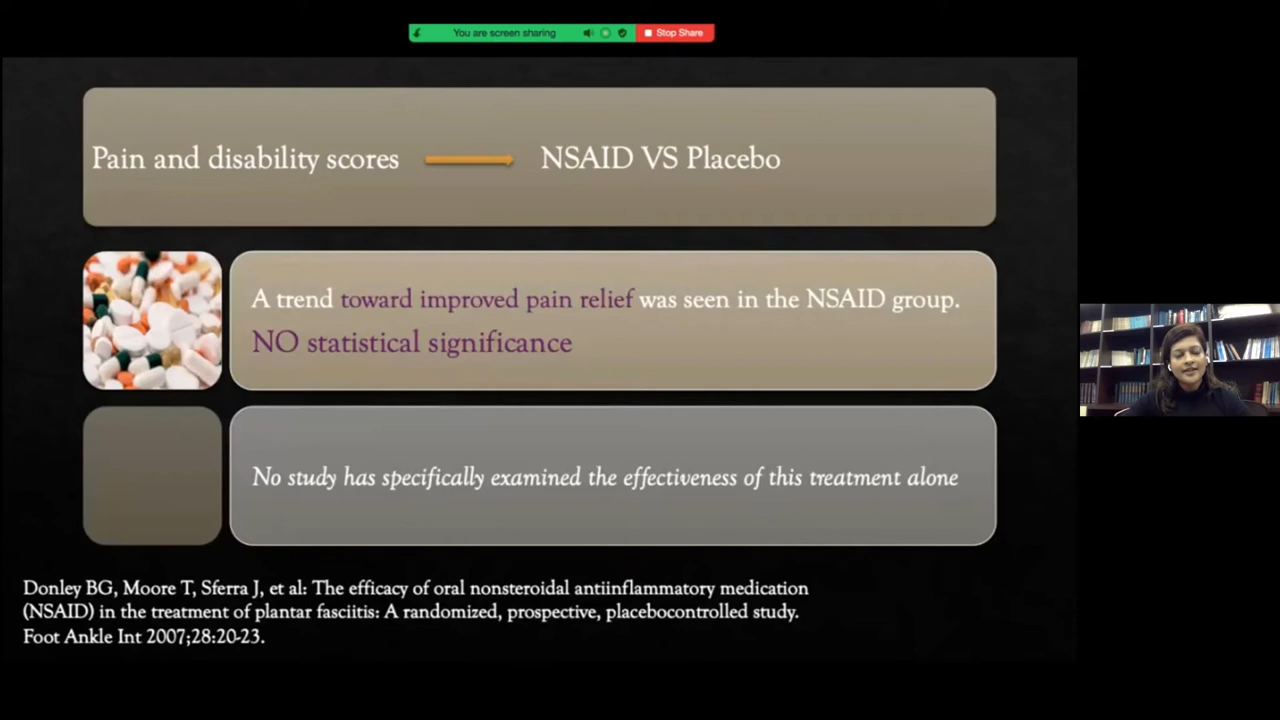 You are screen sharing
Stop Share
Pain and disability scores
NSAID VS Placebo
A trend toward improved pain relief was seen in the NSAID group.
NO statistical significance
No study has specifically examined the effectiveness of this treatment alone
Donley BG, Moore T, Sferra J, et al: The efficacy of oral nonsteroidal antiinflammatory medication
(NSAID) in the treatment of plantar fasciitis: A randomized, prospective, placebocontrolled study.
Foot Ankle Int 2007;28:20-23.